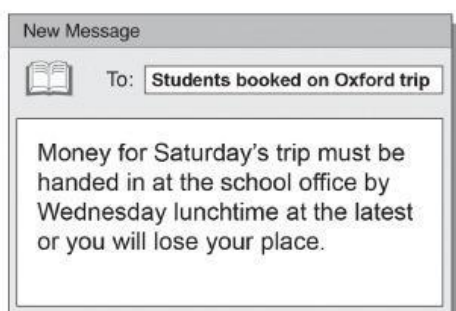 New Message
To: Students booked on Oxford trip
Money for Saturday's trip must be
handed in at the school office by
Wednesday lunchtime at the latest
or you will lose your place.